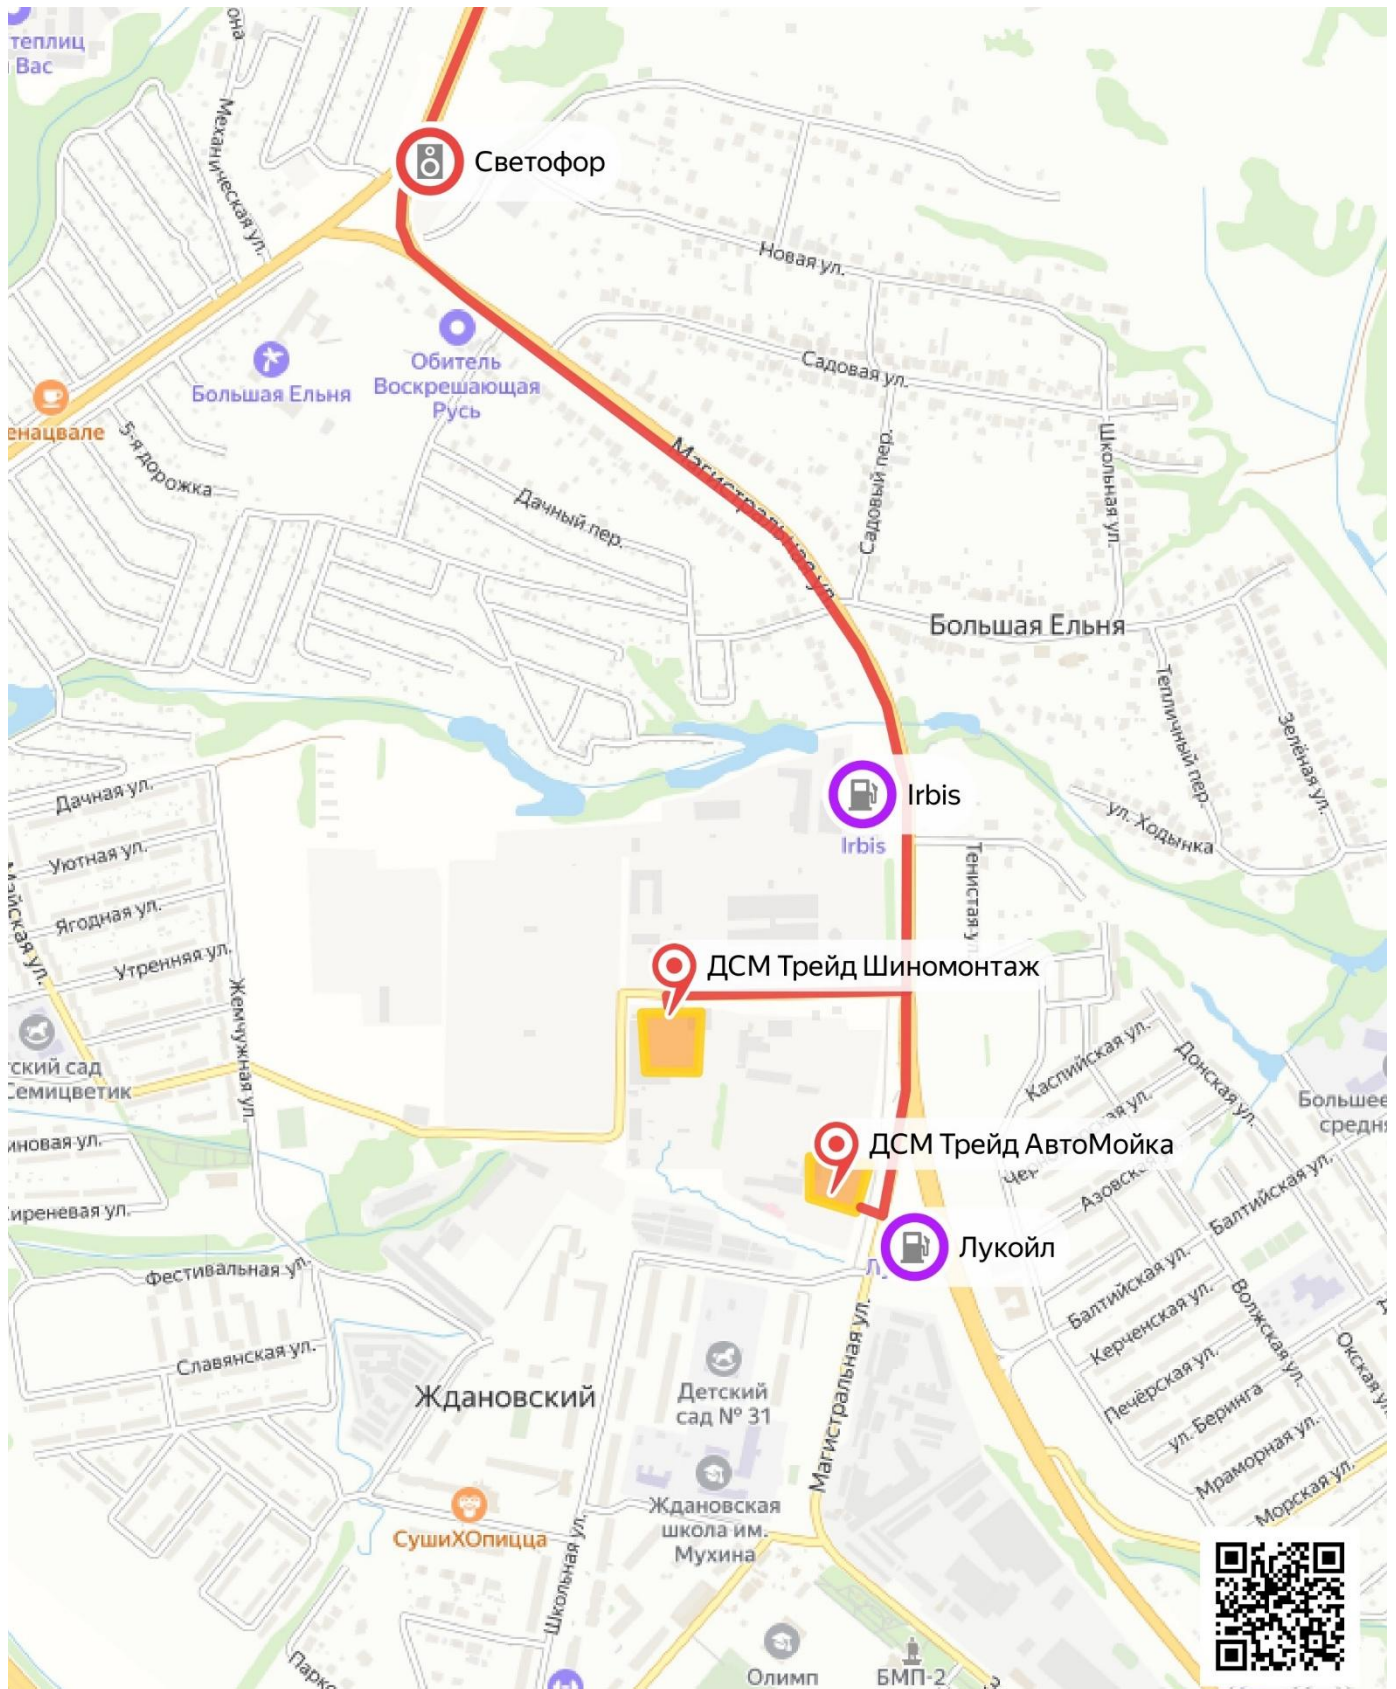 теплиц
Вас
Механическая ул.
Светофор
Новая ул.
Обитель
Воскрешающая
Русь
Большая Ельня
Садовая ул.
енацвале
5-я дорожка
Школьная ул.
Магистральная ул.
Садовый пер.
Дачный пер.
Большая Ельня
Тепличный пер.
Зелёная ул.
Дачная ул.
Irbis
Irbis
ул. Ходынка
Уютная ул.
Ягодная ул.
Майская ул.
Утренняя ул.
Жемчужная ул.
ДСМ Трейд Шиномонтаж
Каспийская ул.
Донская ул.
ский сад
Семицветик
Большее
средня
иновая ул.
ДСМ Трейд АвтоМойка
Балтийская ул.
иреневая ул.
Лукойл
Фестивальная ул.
Балтийская ул.
Волжская ул.
Керченская ул.
Славянская ул.
Магистральная ул.
Окская ул.
Печёрская ул.
Ждановский
Детский
сад № 31
ул. Беринга
Мраморная ул.
Морская ул.
Ждановская
школа им.
Мухина
СушиХОпицца
Школьная ул.
Парко
Олимп
БМП-2